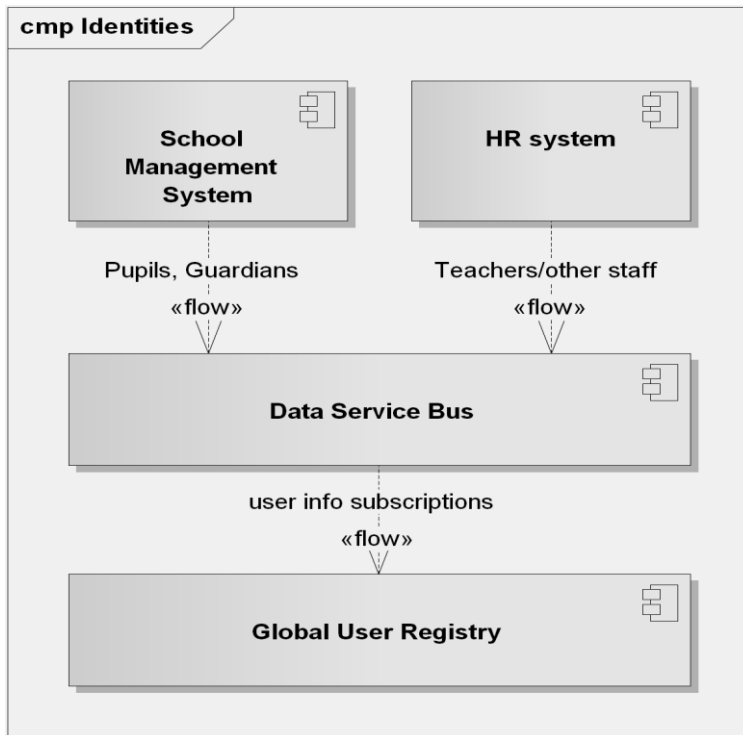 cmp Identities
School
Management
System
HR system
Pupils, Guardians
«flow»
Teachers/other staff
«flow»
Data Service Bus
user info subscriptions
«flow»
Global User Registry